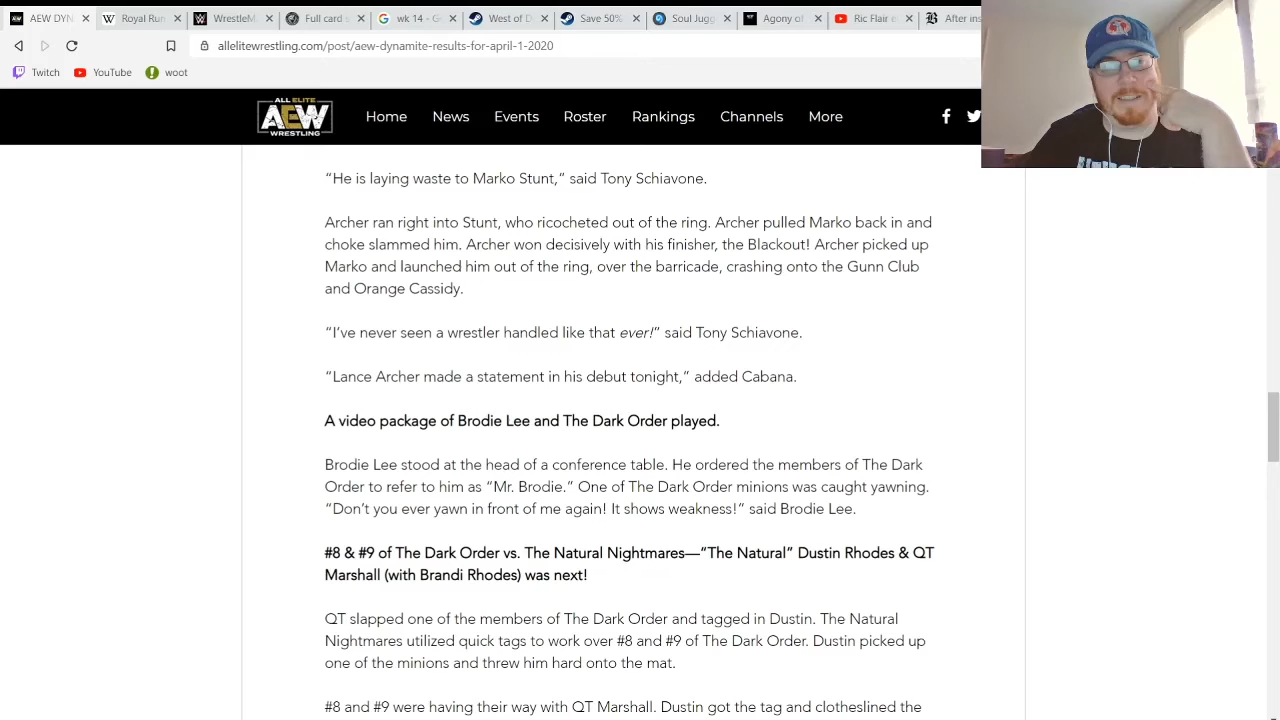 AEW DYN
Royal Run
WrestleM
Full card s
wk 14 - G
West of D
Save 50%
Soul Jugg
Agony of
Ric Flair e
After ins
allelitewrestling.com/post/aew-dynamite-results-for-april-1-2020
Twitch
YouTube
woot
ALL ELITE
AEW
WRESTLING
Home
News
Events
Roster
Rankings
Channels
More
“He is laying waste to Marko Stunt,” said Tony Schiavone.
Archer ran right into Stunt, who ricocheted out of the ring. Archer pulled Marko back in and
choke slammed him. Archer won decisively with his finisher, the Blackout! Archer picked up
Marko and launched him out of the ring, over the barricade, crashing onto the Gunn Club
and Orange Cassidy.
“I’ve never seen a wrestler handled like that ever!” said Tony Schiavone.
“Lance Archer made a statement in his debut tonight,” added Cabana.
A video package of Brodie Lee and The Dark Order played.
Brodie Lee stood at the head of a conference table. He ordered the members of The Dark
Order to refer to him as “Mr. Brodie.” One of The Dark Order minions was caught yawning.
“Don’t you ever yawn in front of me again! It shows weakness!” said Brodie Lee.
#8 & #9 of The Dark Order vs. The Natural Nightmares—“The Natural” Dustin Rhodes & QT
Marshall (with Brandi Rhodes) was next!
QT slapped one of the members of The Dark Order and tagged in Dustin. The Natural
Nightmares utilized quick tags to work over #8 and #9 of The Dark Order. Dustin picked up
one of the minions and threw him hard onto the mat.
#8 and #9 were having their way with QT Marshall. Dustin got the tag and clotheslined the